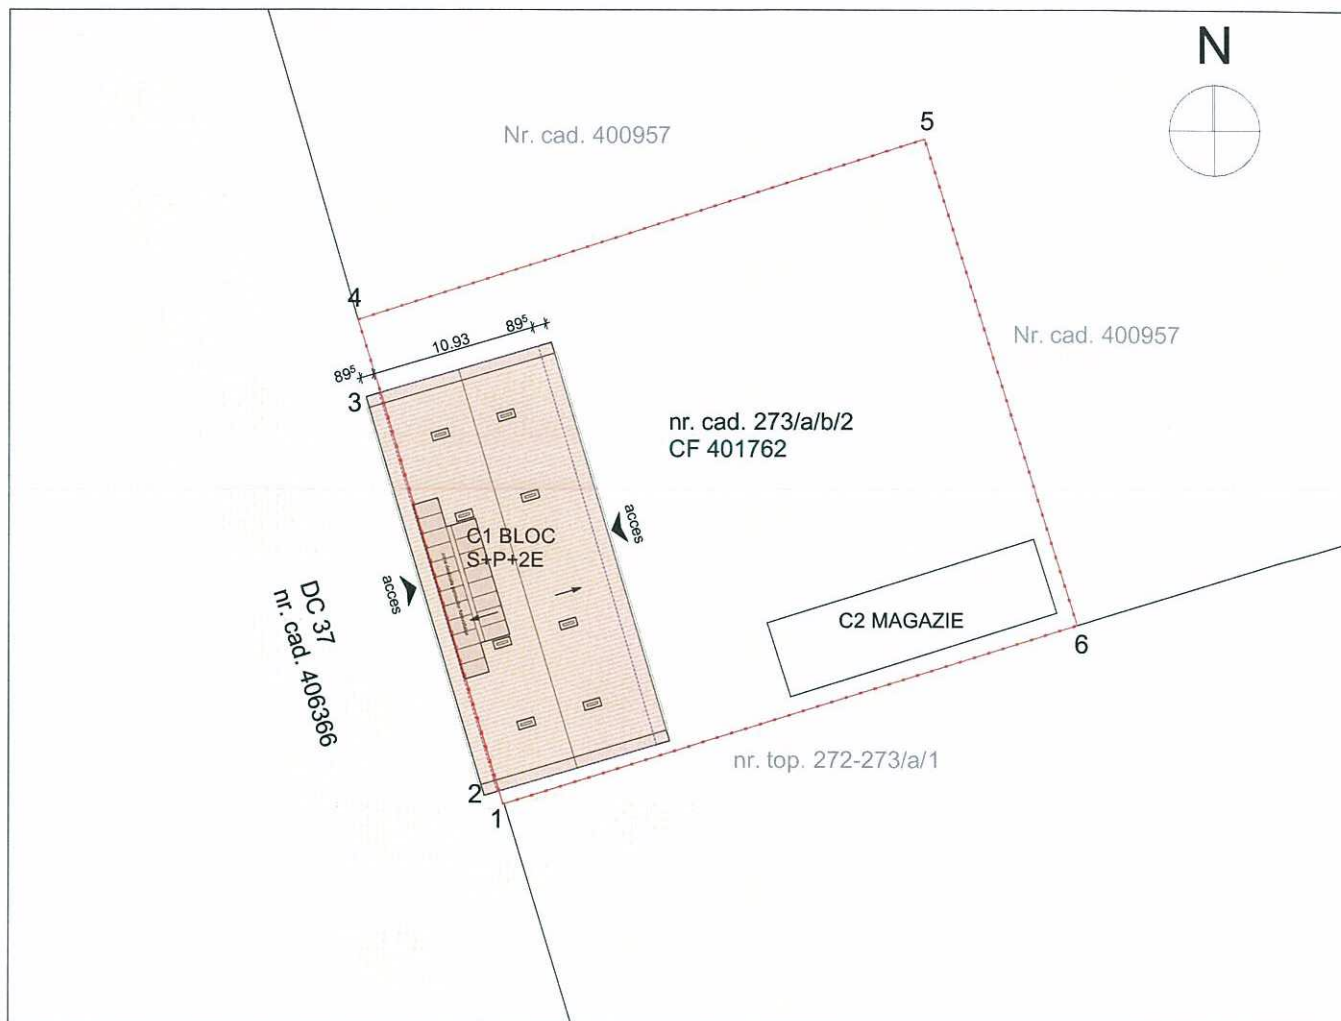 N
Nr. cad. 400957
5
4
89⁵
10.93
89⁵
3
Nr. cad. 400957
nr. cad. 273/a/b/2
CF 401762
acces
C1 BLOC
S+P+2E
acces
DC 37
nr. cad. 406366
C2 MAGAZIE
6
nr. top. 272-273/a/1
2
1